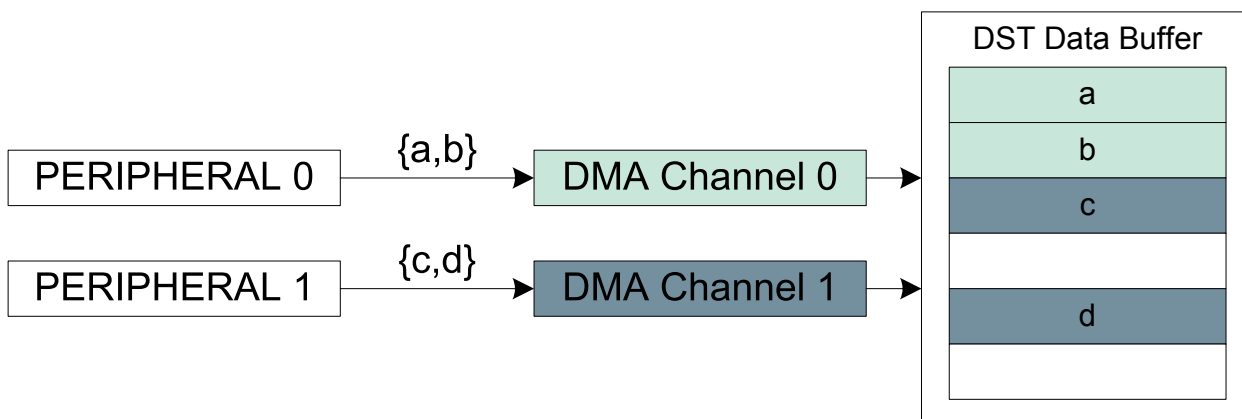 DST Data Buffer
a
b
c
d
{a,b}
PERIPHERAL 0
DMA Channel 0
{c,d}
PERIPHERAL 1
DMA Channel 1